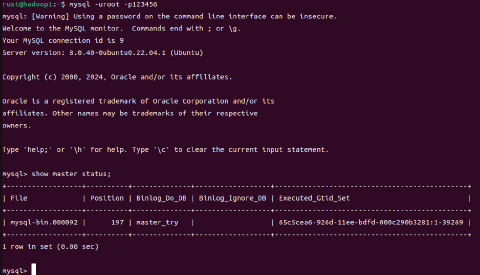 rust@hadoop1:~$ mysql -uroot -p123456
mysql: [Warning] Using a password on the command line interface can be insecure.
Welcome to the MySQL monitor.  Commands end with ; or \g.
Your MySQL connection id is 9
Server version: 8.0.40-0ubuntu0.22.04.1 (Ubuntu)
Copyright (c) 2000, 2024, Oracle and/or its affiliates.
Oracle is a registered trademark of Oracle Corporation and/or its
affiliates. Other names may be trademarks of their respective
owners.
Type 'help;' or '\h' for help. Type '\c' to clear the current input statement.
mysql> show master status;
| File | Position | Binlog_Do_DB | Binlog_Ignore_DB | Executed_Gtid_Set |
| mysql-bin.000092 | 197 | master_try | | 65c5cea6-926d-11ee-bdfd-000c290b3281:1-39269 |
1 row in set (0.00 sec)
mysql>